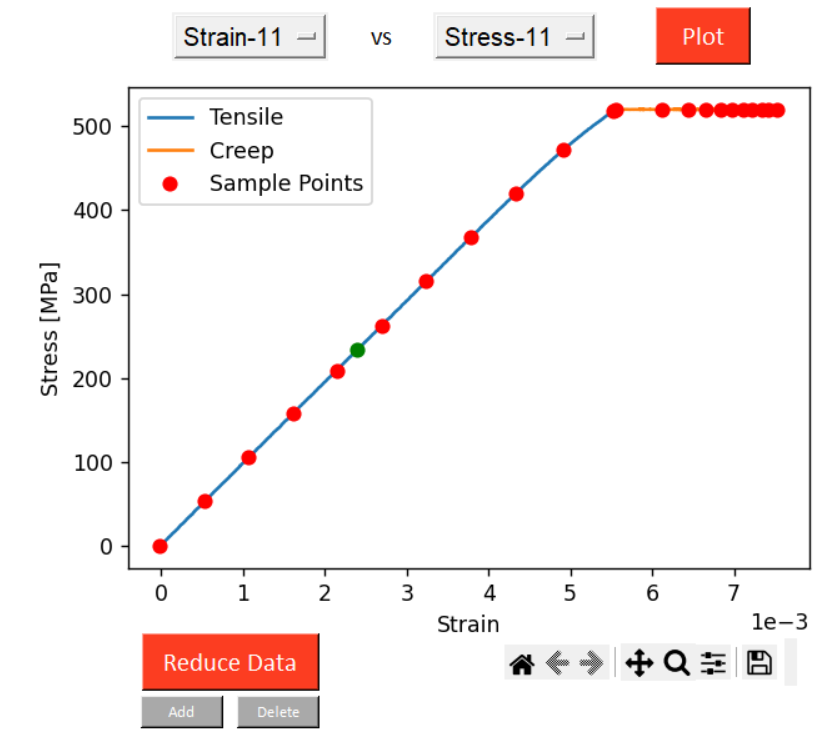 Strain-11 vs Stress-11 Plot
Tensile
Creep
Sample Points
500
400
300
200
100
0
Stress [MPa]
0 1 2 3 4 5 6 7
Strain
1e−3
Reduce Data
Add Delete